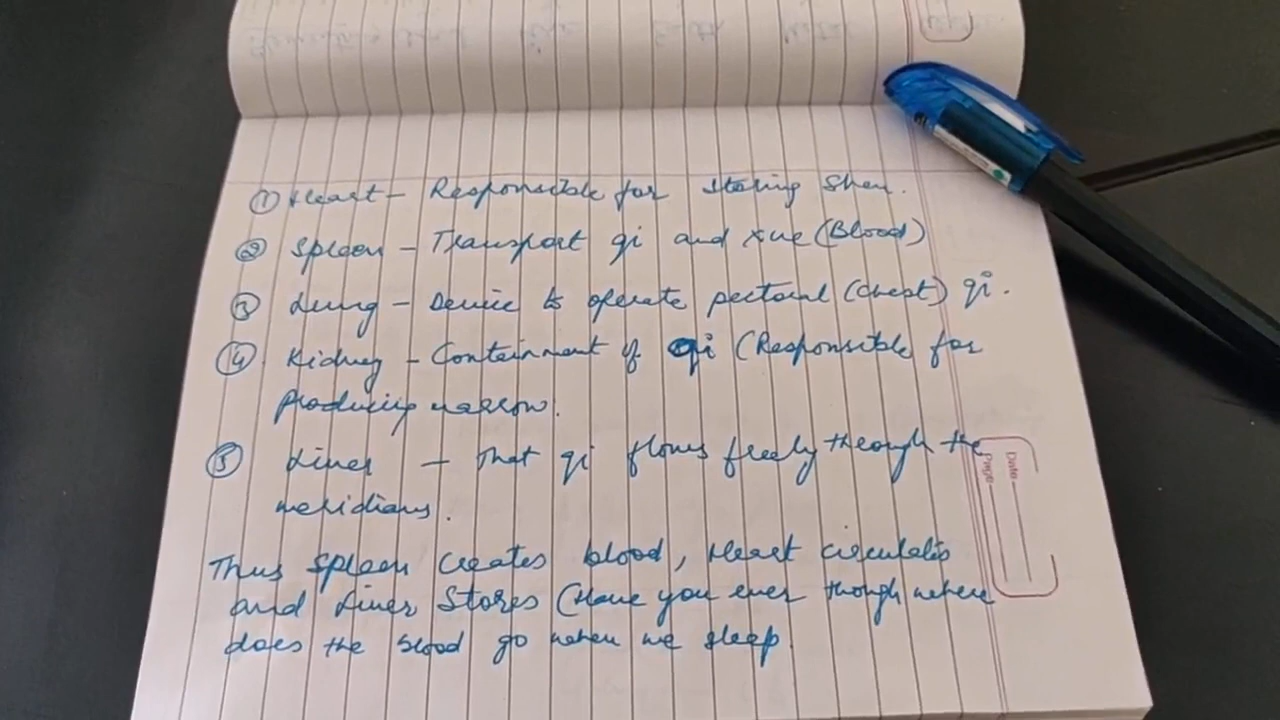 ① Heart - Responsible for storing Shen.
② Spleen - Transport qi and xue (Blood)
③ Lung - Device to operate pectoral (chest) qi.
④ Kidney - Containment of qi (Responsible for
producing marrow.
⑤ Liver - that qi flows freely through the
meridians.
Thus Spleen creates blood, Heart circulates
and Liver Stores (Have you ever though where
does the blood go when we sleep
Date
Page